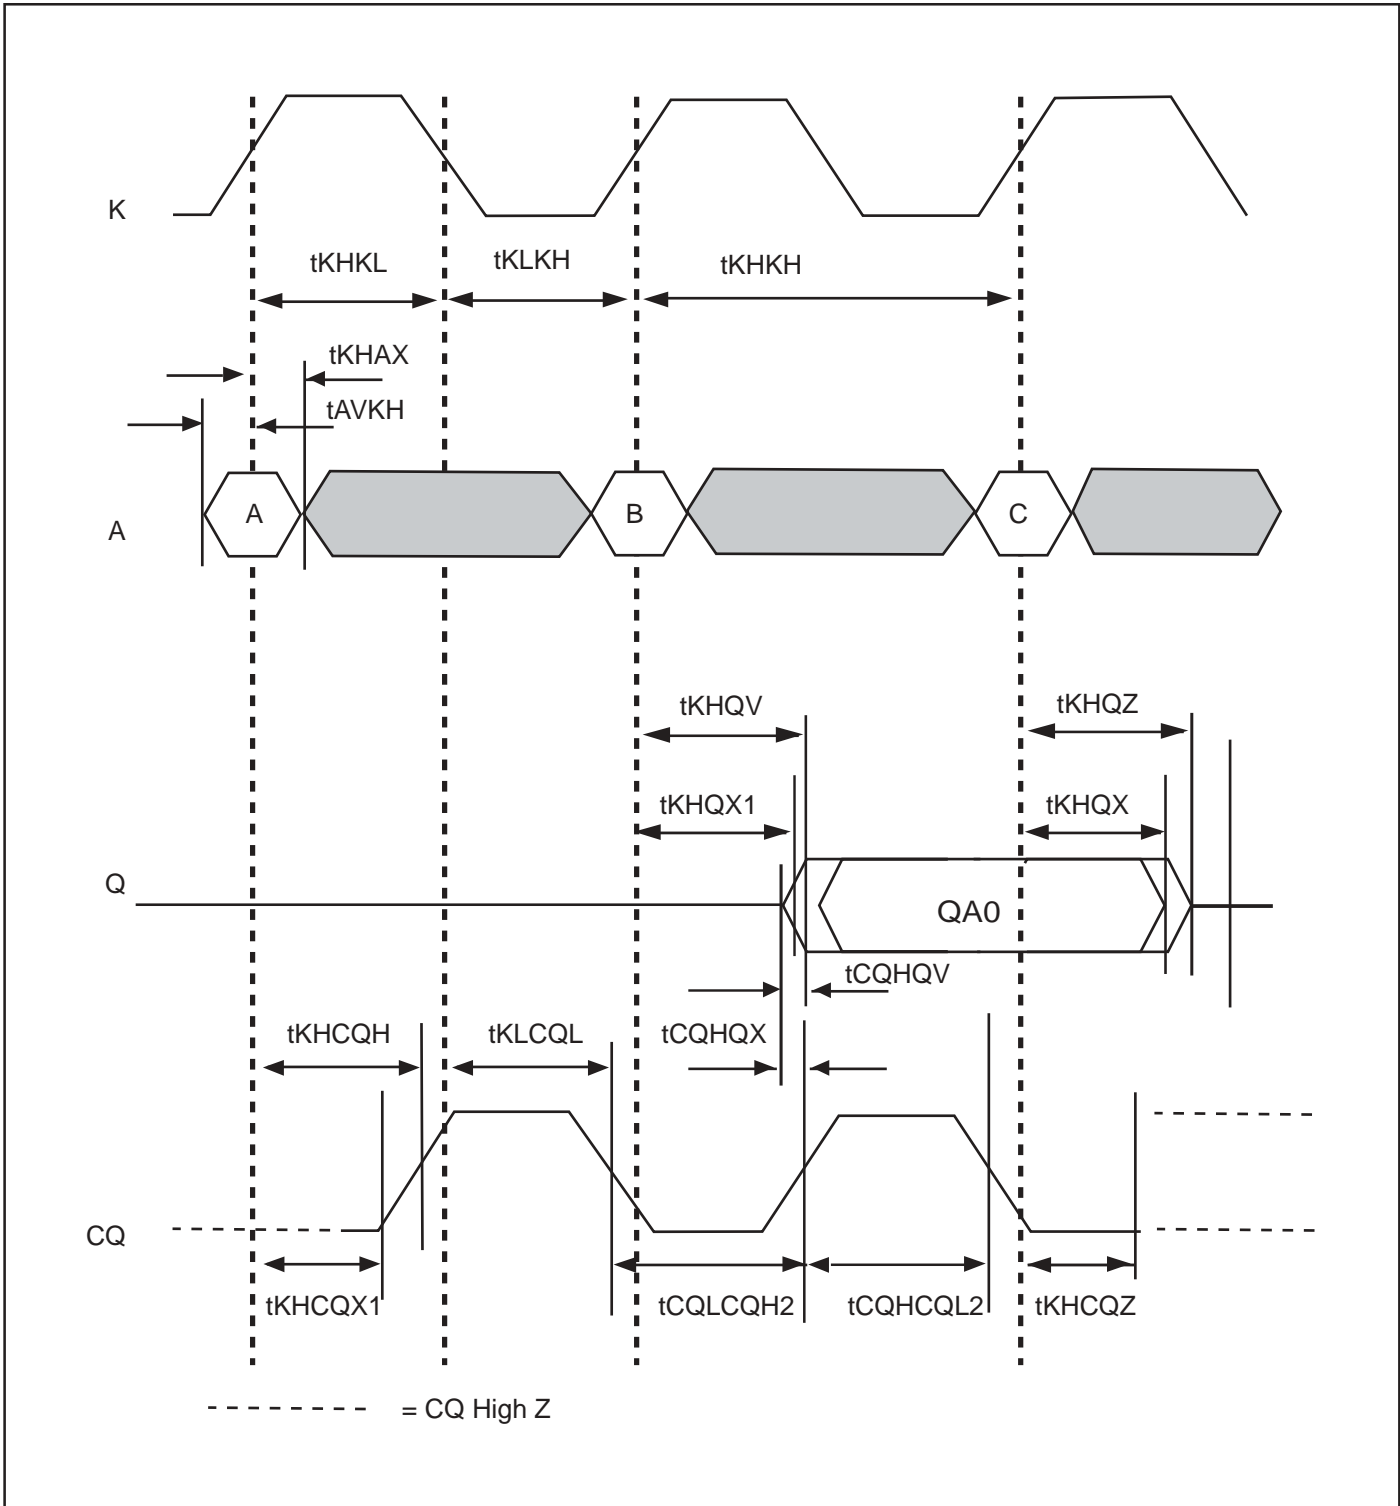 K
tKHKL
tKLKH
tKHKH
tKHAX
tAVKH
A
A
B
C
tKHQV
tKHQZ
tKHQX1
tKHQX
Q
QA0
tCQHQV
tKHCQH
tKLCQL
tCQHQX
CQ
tKHCQX1
tCQLCQH2
tCQHCQL2
tKHCQZ
= CQ High Z